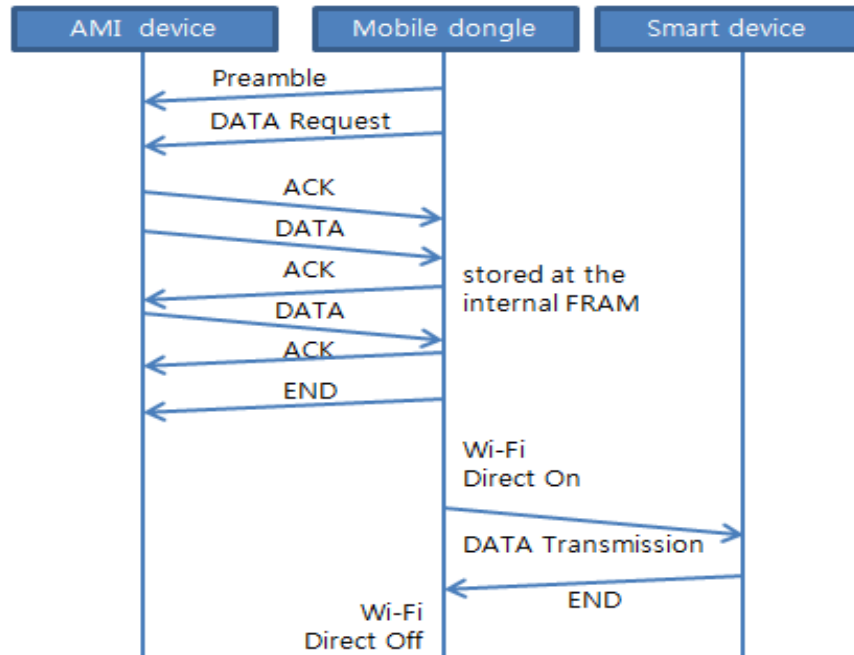 AMI device
Mobile dongle
Smart device
Preamble
DATA Request
ACK
DATA
ACK
stored at the
internal FRAM
DATA
ACK
END
Wi-Fi
Direct On
DATA Transmission
END
Wi-Fi
Direct Off